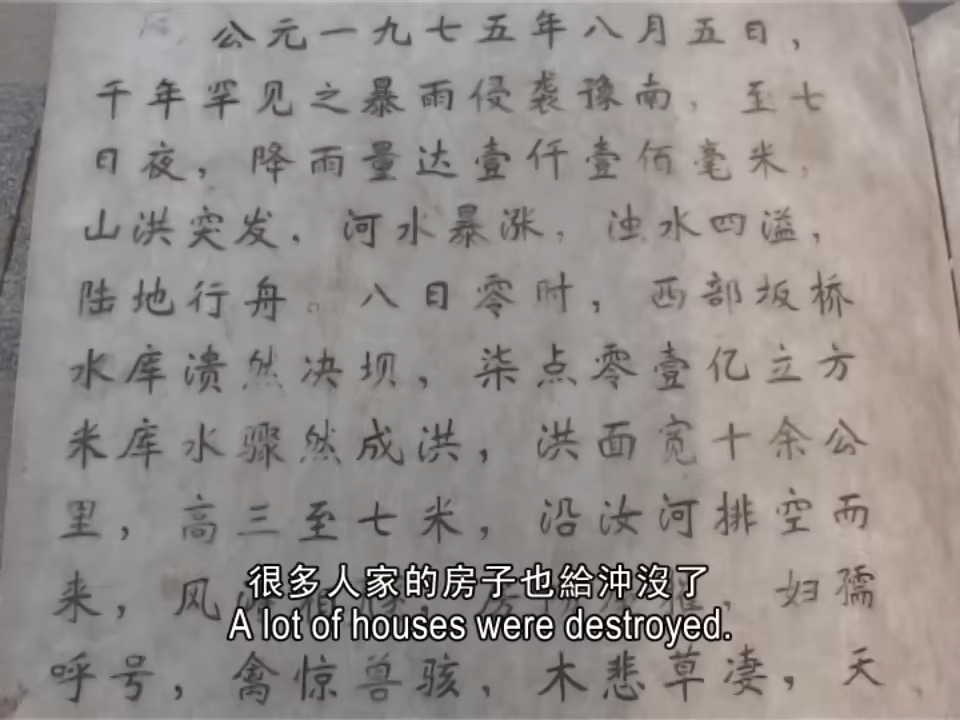 公元一九七五年八月五日，
千年罕见之暴雨侵袭豫南，至七
日夜，降雨量达壹仟壹佰毫米，
山洪突发，河水暴涨，浊水四溢，
陆地行舟。八日零时，西部坂桥
水库溃然决坝，柒点零壹亿立方
米库水骤然成洪，洪面宽十余公
里，高三至七米，沿汝河排空而
来，风
妇孺
很多人家的房子也給沖沒了
A lot of houses were destroyed.
呼号，禽惊兽骇，木悲草凄，天